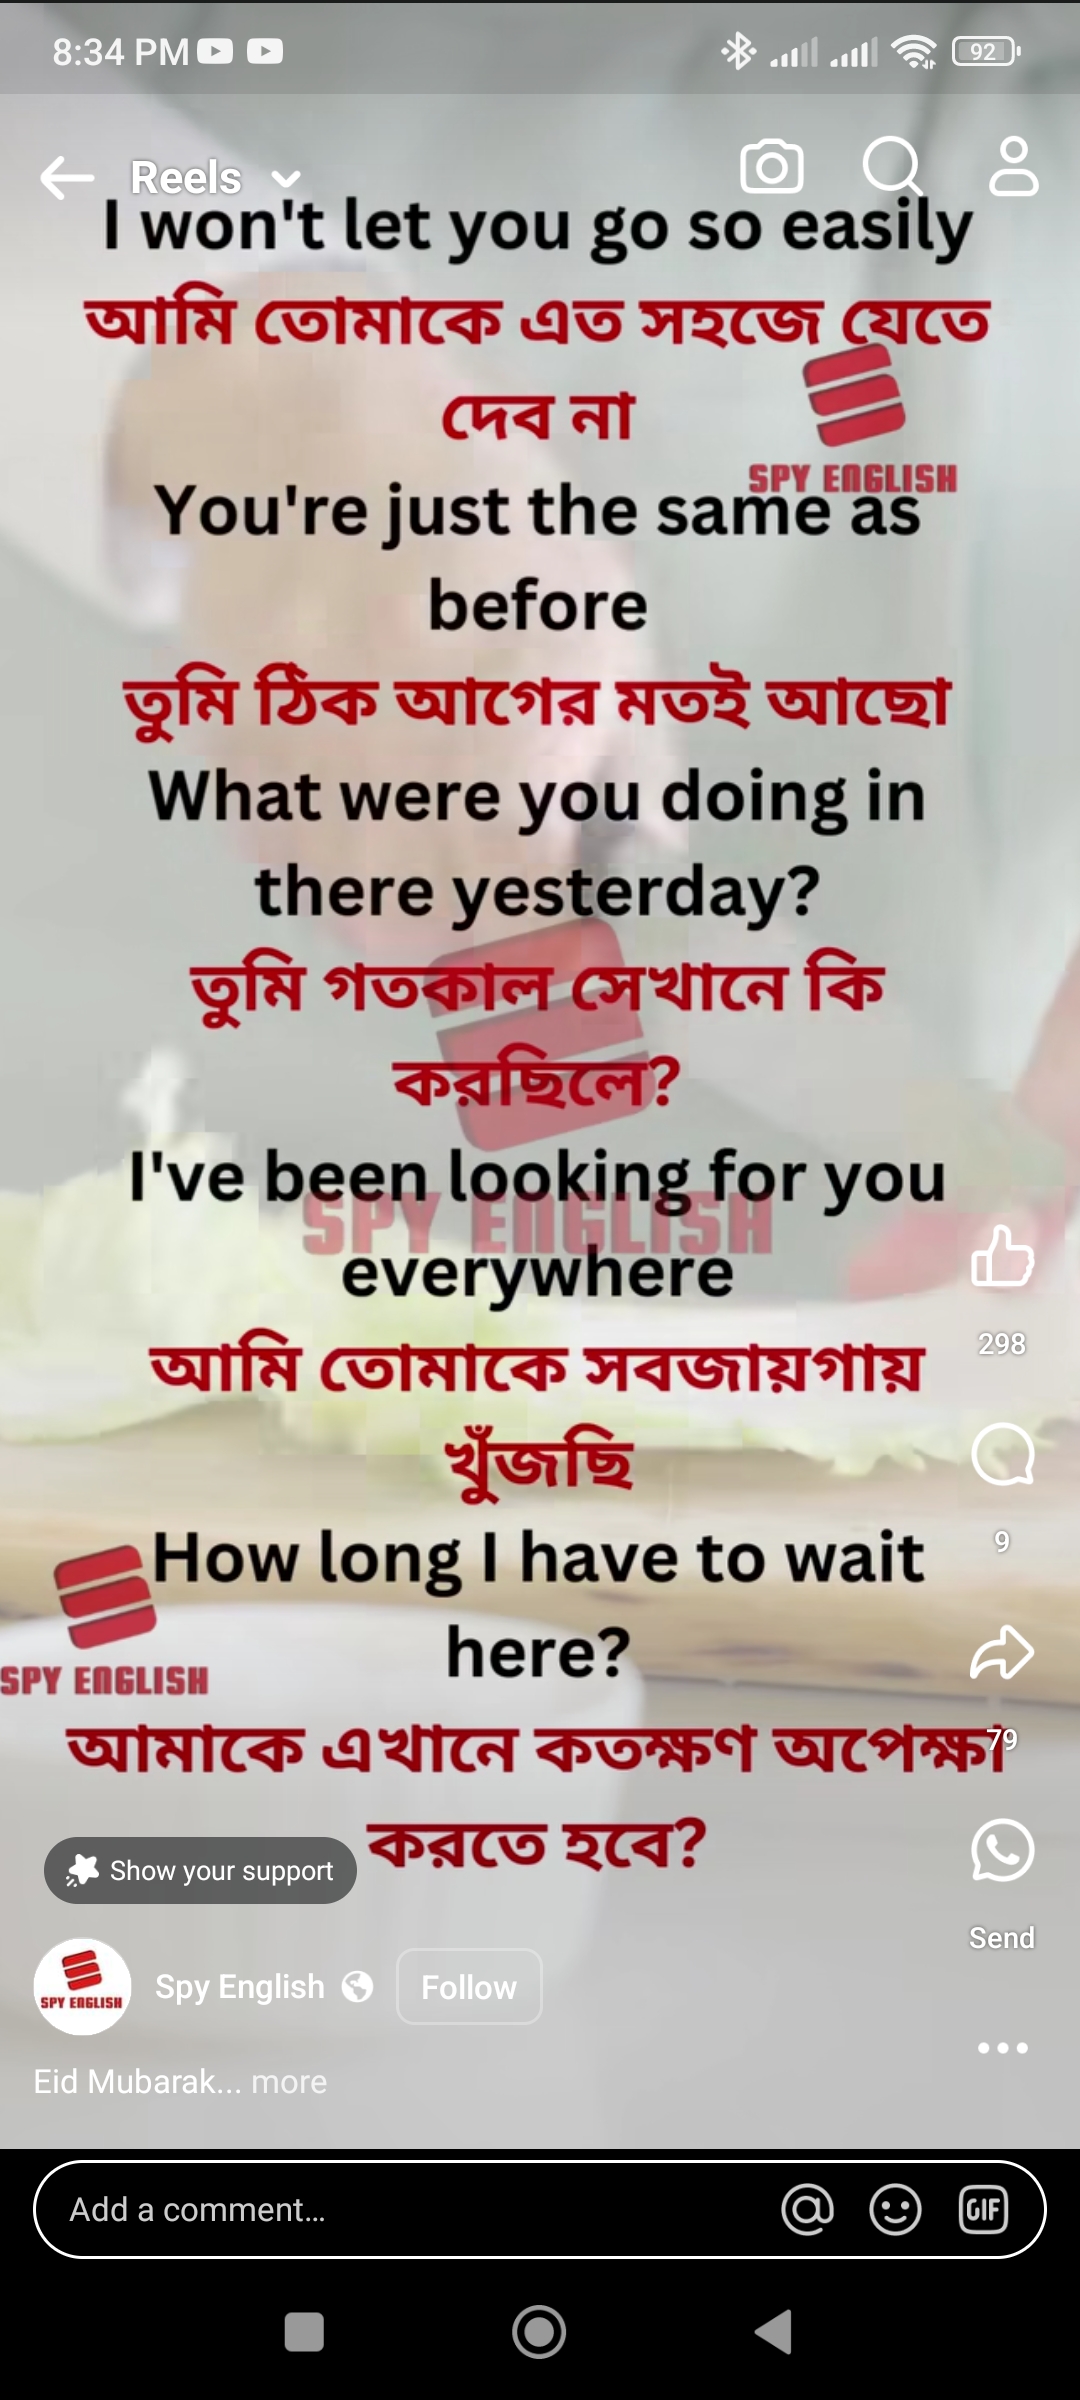 8:34 PM
92
Reels
I won't let you go so easily
আমি তোমাকে এত সহজে যেতে
দেব না
SPY ENGLISH
You're just the same as
before
তুমি ঠিক আগের মতই আছো
What were you doing in
there yesterday?
তুমি গতকাল সেখানে কি
করছিলে?
I've been looking for you
SPY ENGLISH
everywhere
আমি তোমাকে সবজায়গায়
খুঁজছি
298
9
How long I have to wait
here?
SPY ENGLISH
আমাকে এখানে কতক্ষণ অপেক্ষা
79
করতে হবে?
Show your support
Send
SPY ENGLISH
Spy English
Follow
Eid Mubarak... more
Add a comment...
GIF